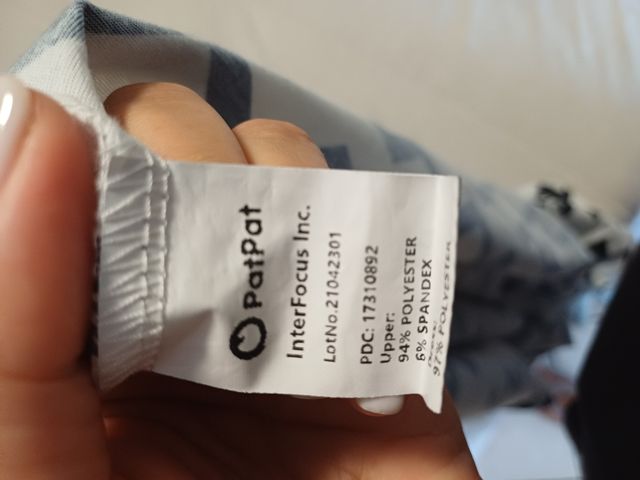 PatPat
InterFocus Inc.
LotNo.21042301
PDC: 17310892
Upper:
94% POLYESTER
6% SPANDEX
97% POLYESTER